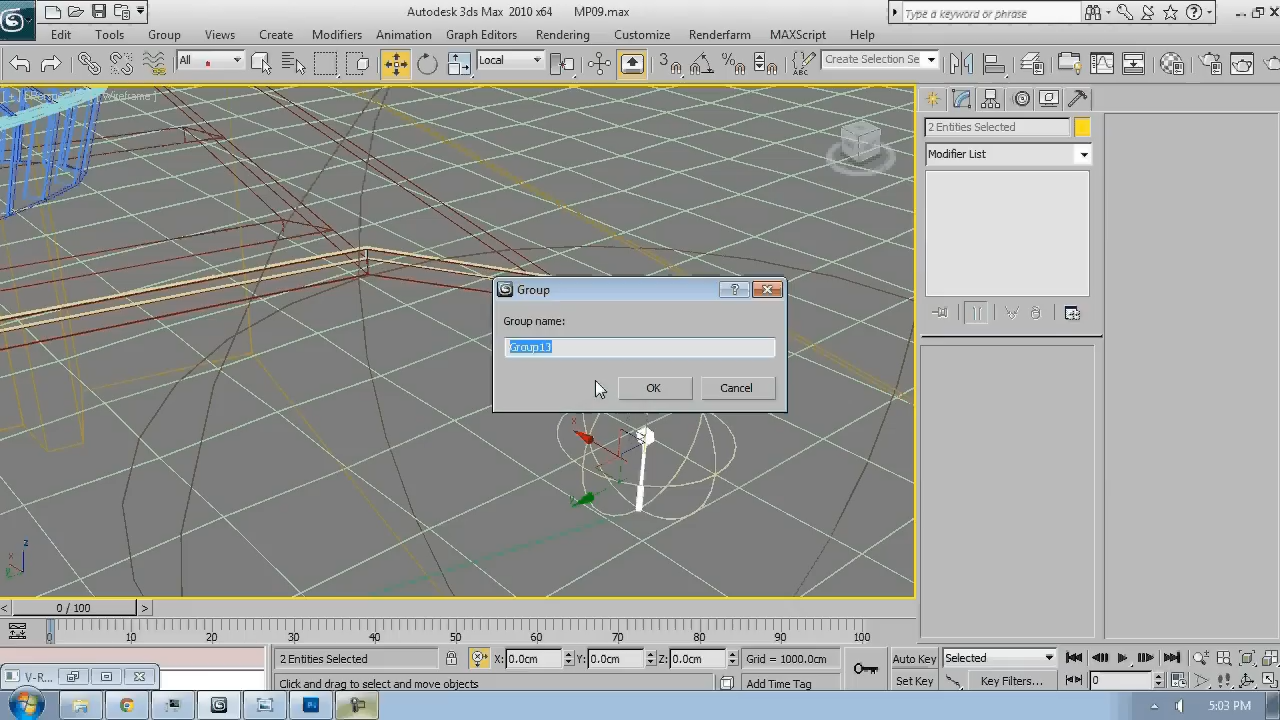 Autodesk 3ds Max 2010 x64 MP09.max
Type a keyword or phrase
Edit Tools Group Views Create Modifiers Animation Graph Editors Rendering Customize Renderfarm MAXScript Help
All Local Create Selection Se
Wireframe ]
2 Entities Selected
Modifier List
Group
Group name:
Group13
OK Cancel
x
z
x
0 / 100
0 10 20 30 40 50 60 70 80 90 100
2 Entities Selected X: 0.0cm Y: 0.0cm Z: 0.0cm Grid = 1000.0cm Auto Key Selected
V-R...
Click and drag to select and move objects Add Time Tag Set Key Key Filters... 0
5:03 PM